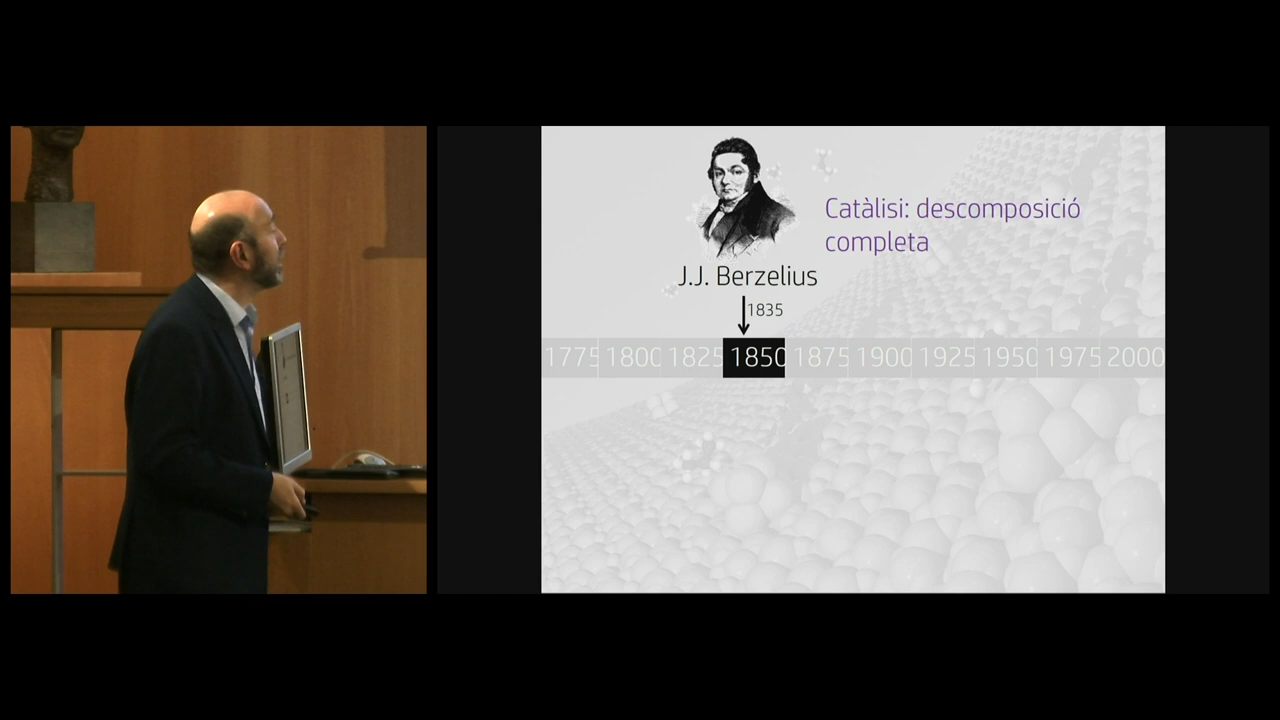 Catàlisi: descomposició
completa
J.J. Berzelius
1835
1775 1800 1825 1850 1875 1900 1925 1950 1975 2000